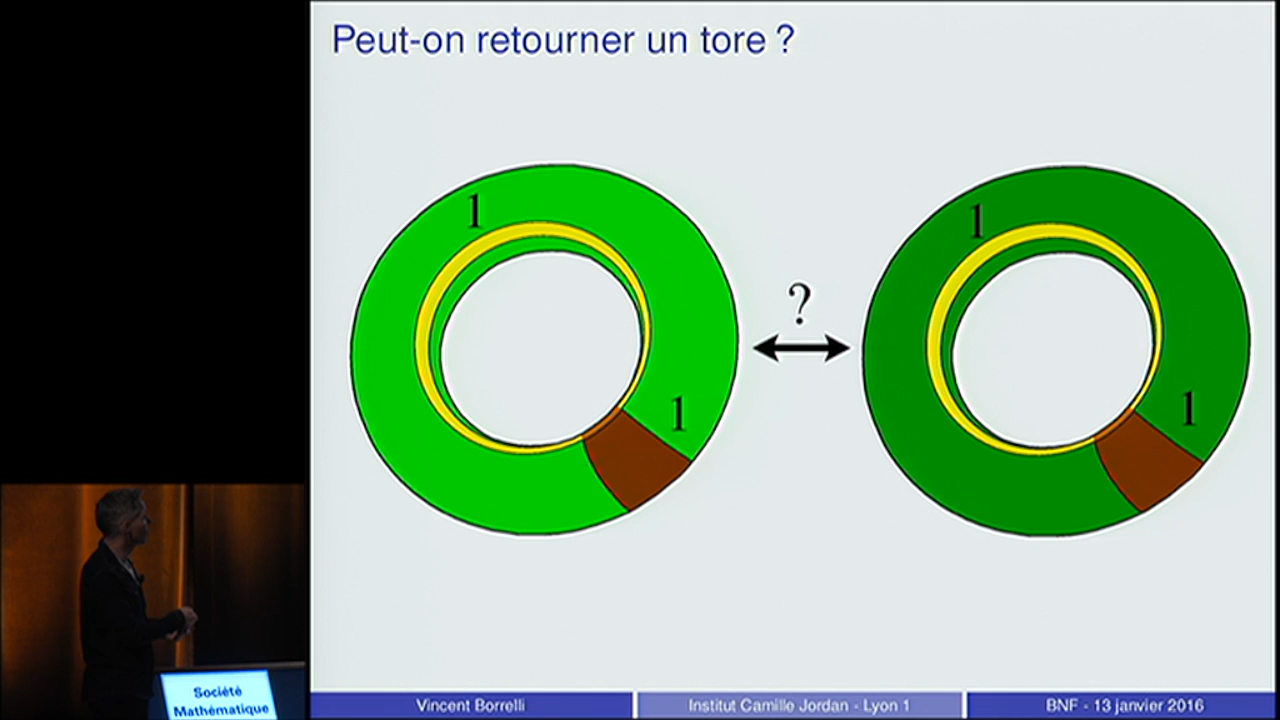 Peut-on retourner un tore ?
1
1
?
1
1
Société
Mathématique
Vincent Borrelli
Institut Camille Jordan - Lyon 1
BNF - 13 janvier 2016